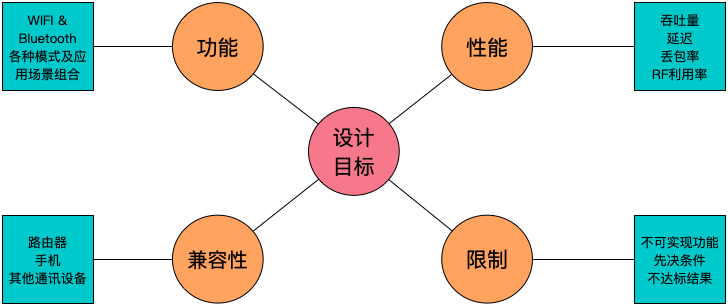 WIFI &
Bluetooth
各种模式及应
用场景组合
功能
性能
吞吐量
延迟
丢包率
RF利用率
设计
目标
路由器
手机
其他通讯设备
兼容性
限制
不可实现功能
先决条件
不达标结果